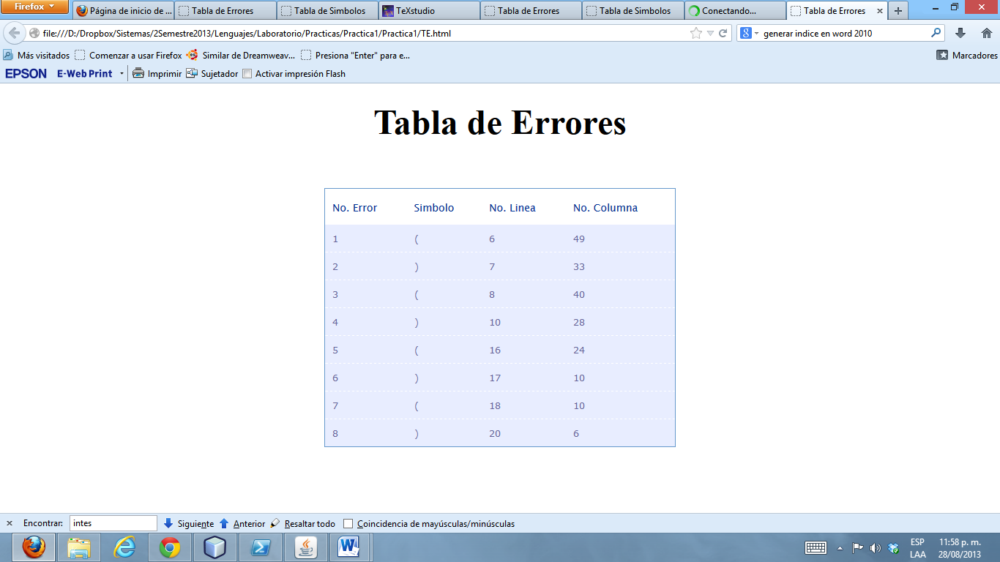 Firefox
Página de inicio de ...
Tabla de Errores
Tabla de Simbolos
TeXstudio
Tabla de Errores
Tabla de Simbolos
Conectando...
Tabla de Errores
file:///D:/Dropbox/Sistemas/2Semestre2013/Lenguajes/Laboratorio/Practicas/Practica1/Practica1/TE.html
generar indice en word 2010
Más visitados Comenzar a usar Firefox Similar de Dreamweav... Presiona "Enter" para e... Marcadores
EPSON E-Web Print Imprimir Sujetador Activar impresión Flash
Tabla de Errores
No. Error Simbolo No. Linea No. Columna
1 ( 6 49
2 ) 7 33
3 ( 8 40
4 ) 10 28
5 ( 16 24
6 ) 17 10
7 ( 18 10
8 ) 20 6
Encontrar: intes Siguiente Anterior Resaltar todo Coincidencia de mayúsculas/minúsculas
ESP 11:58 p. m.
LAA 28/08/2013